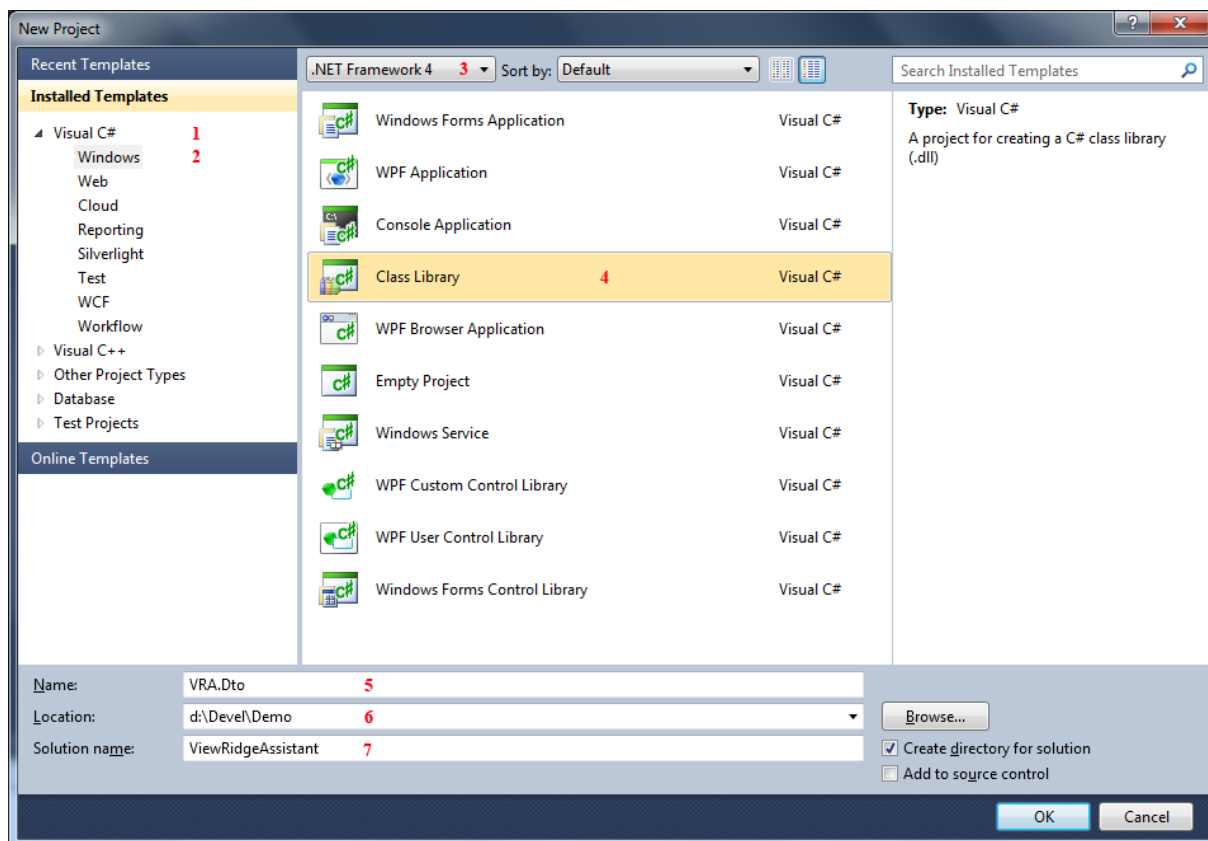 New Project
Recent Templates
.NET Framework 4 3 Sort by: Default
Search Installed Templates
Installed Templates
Visual C# 1
Windows 2
Web
Cloud
Reporting
Silverlight
Test
WCF
Workflow
Visual C++
Other Project Types
Database
Test Projects
Online Templates
Windows Forms Application Visual C#
WPF Application Visual C#
Console Application Visual C#
Class Library 4 Visual C#
WPF Browser Application Visual C#
Empty Project Visual C#
Windows Service Visual C#
WPF Custom Control Library Visual C#
WPF User Control Library Visual C#
Windows Forms Control Library Visual C#
Type: Visual C#
A project for creating a C# class library
(.dll)
Name: VRA.Dto 5
Location: d:\Devel\Demo 6 Browse...
Solution name: ViewRidgeAssistant 7
Create directory for solution
Add to source control
OK Cancel